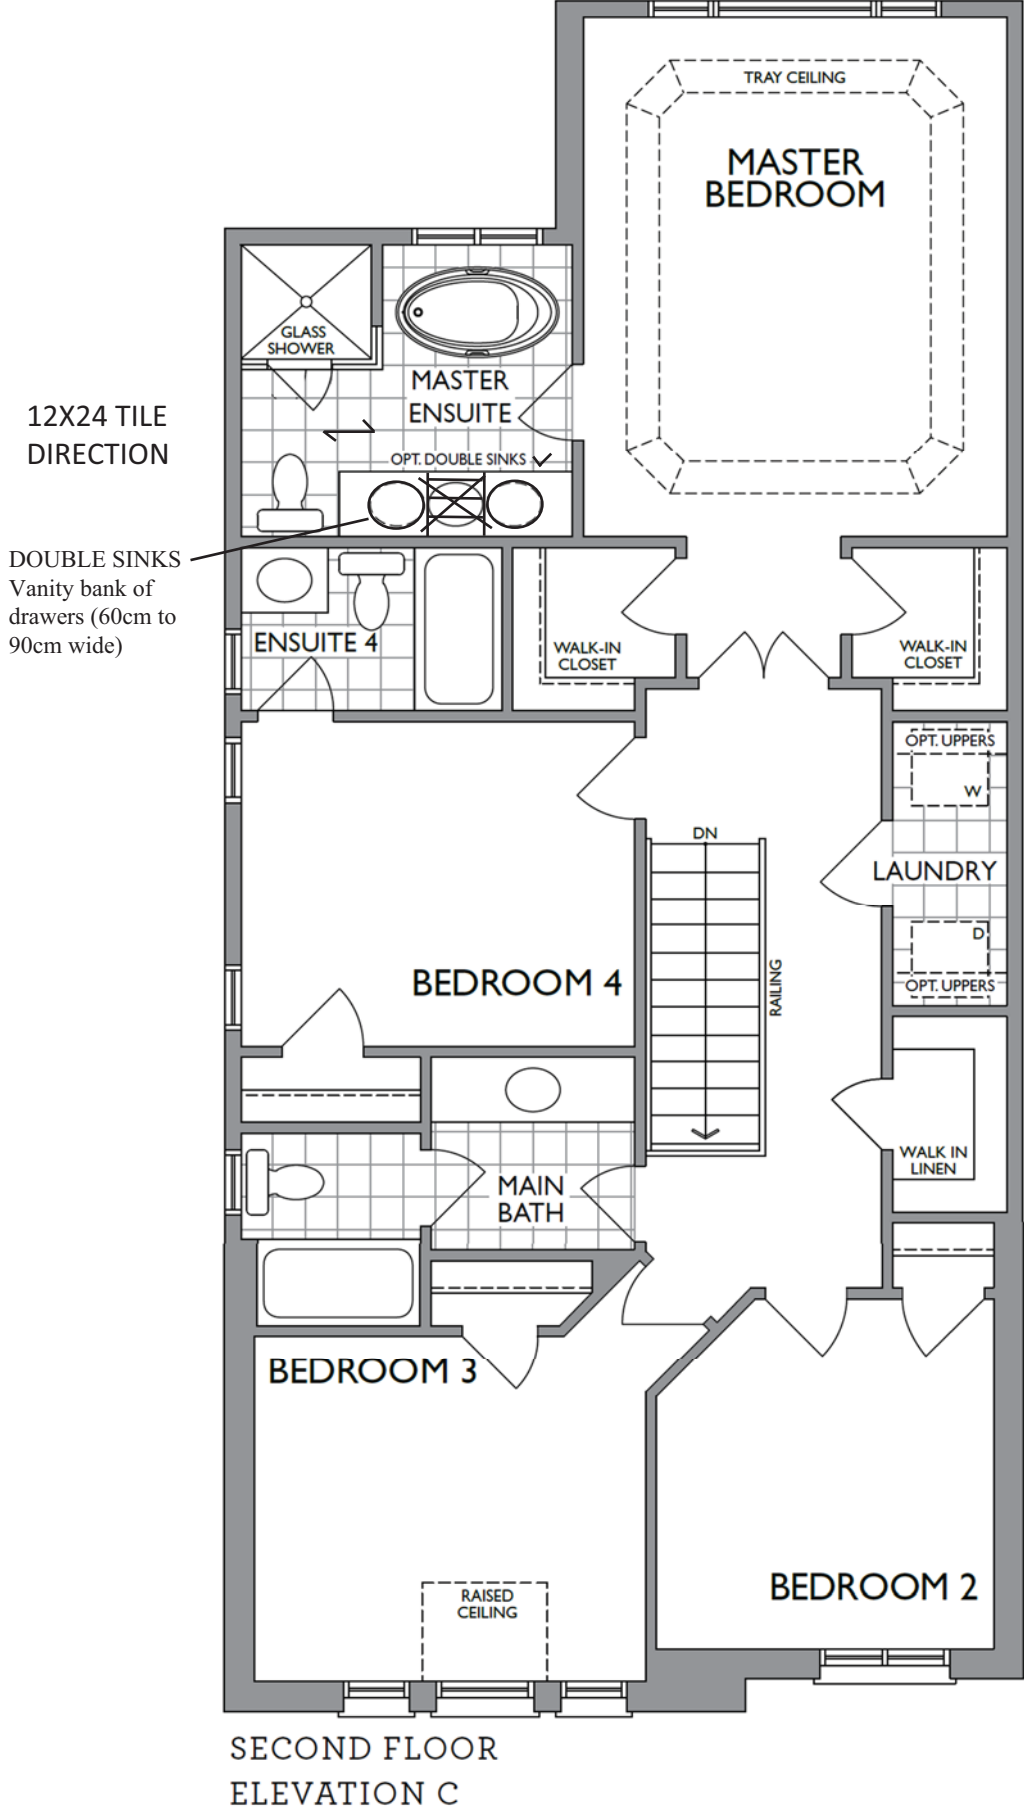 TRAY CEILING
MASTER
BEDROOM
GLASS
SHOWER
MASTER
ENSUITE
12X24 TILE
DIRECTION
OPT. DOUBLE SINKS
DOUBLE SINKS
Vanity bank of
drawers (60cm to
90cm wide)
ENSUITE 4
WALK-IN
CLOSET
WALK-IN
CLOSET
OPT. UPPERS
W
DN
LAUNDRY
D
OPT. UPPERS
RAILING
BEDROOM 4
WALK IN
LINEN
MAIN
BATH
BEDROOM 3
BEDROOM 2
RAISED
CEILING
SECOND FLOOR
ELEVATION C